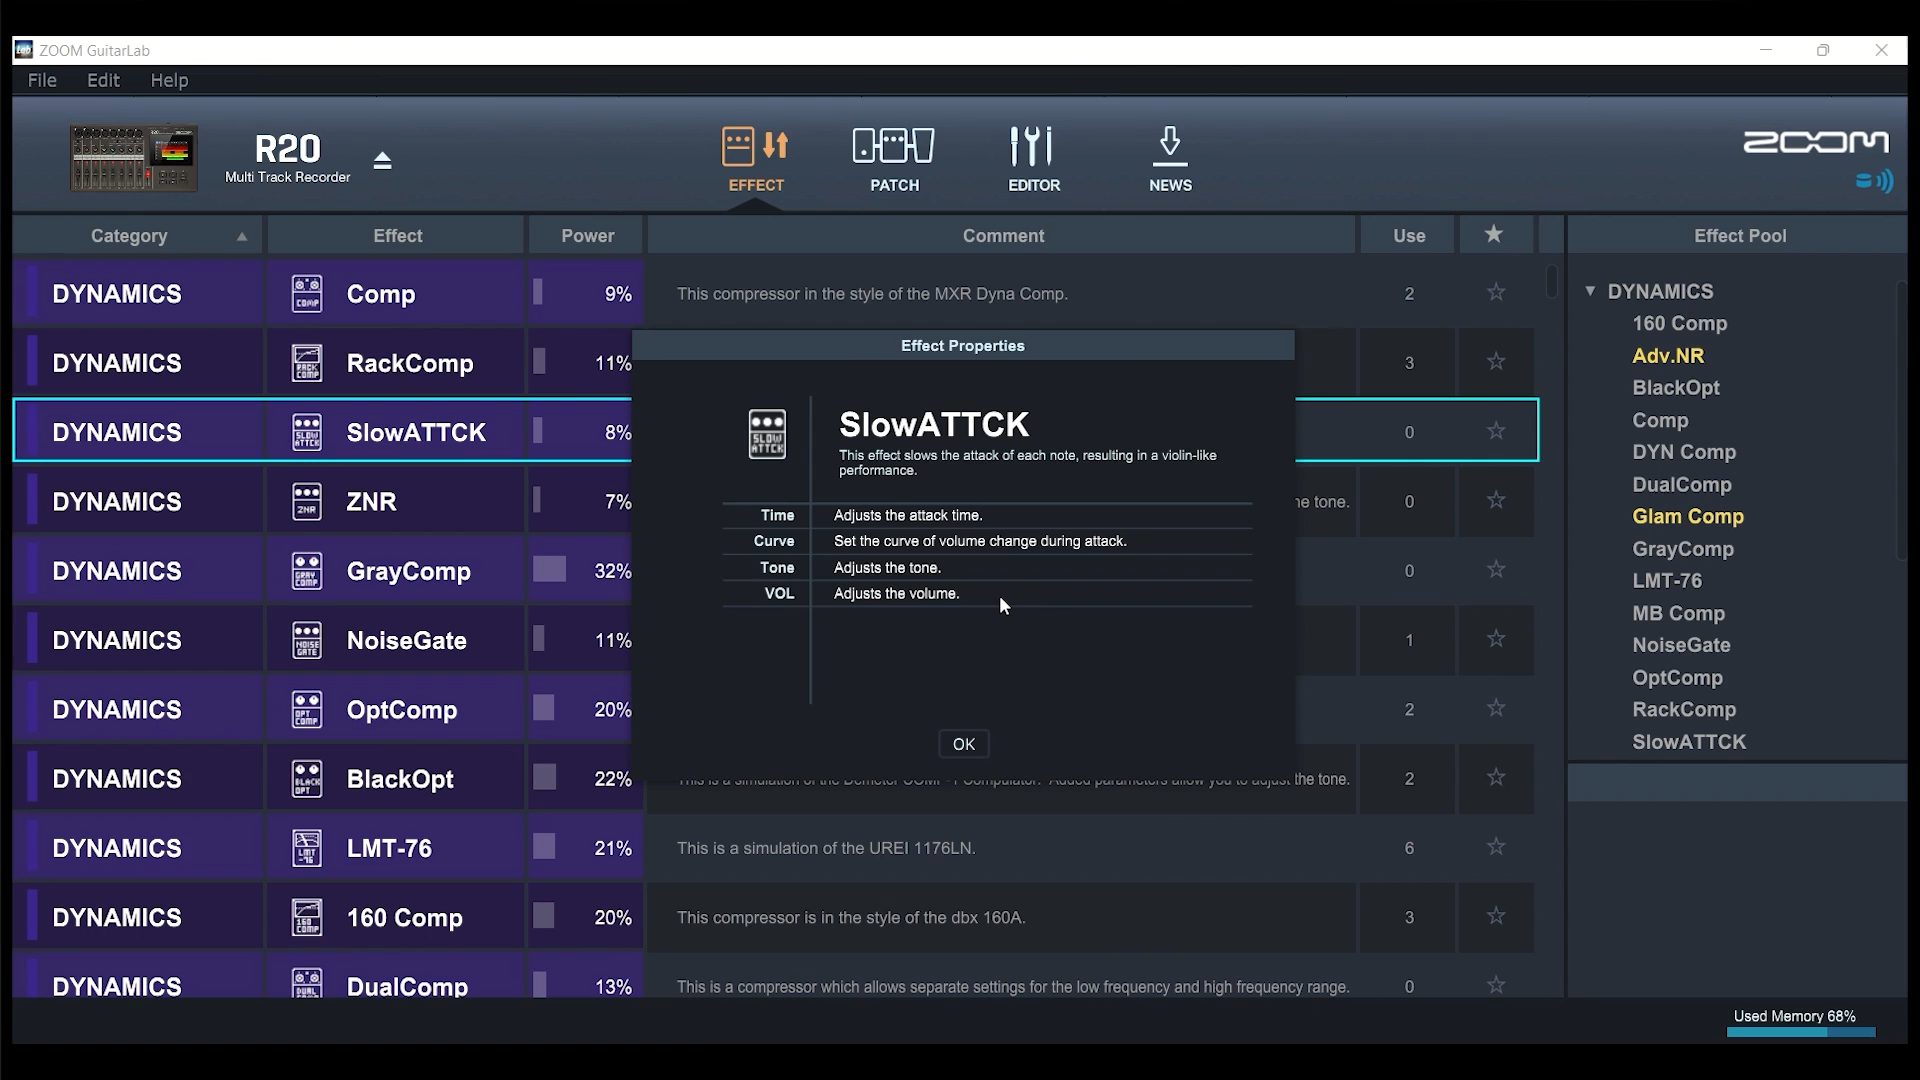 ZOOM GuitarLab
File Edit Help
R20
Multi Track Recorder
EFFECT
PATCH
EDITOR
NEWS
ZOOM
Category Effect Power Comment Use ★ Effect Pool
DYNAMICS Comp 9% This compressor in the style of the MXR Dyna Comp. 2
DYNAMICS RackComp 11% 3
DYNAMICS SlowATTCK 8% 0
DYNAMICS ZNR 7% he tone. 0
DYNAMICS GrayComp 32% 0
DYNAMICS NoiseGate 11% 1
DYNAMICS OptComp 20% 2
DYNAMICS BlackOpt 22% the tone. 2
DYNAMICS LMT-76 21% This is a simulation of the UREI 1176LN. 6
DYNAMICS 160 Comp 20% This compressor is in the style of the dbx 160A. 3
DYNAMICS DualComp 13% This is a compressor which allows separate settings for the low frequency and high frequency range. 0
Effect Properties
SLOW
ATTCK
SlowATTCK
This effect slows the attack of each note, resulting in a violin-like
performance.
Time Adjusts the attack time.
Curve Set the curve of volume change during attack.
Tone Adjusts the tone.
VOL Adjusts the volume.
OK
DYNAMICS
160 Comp
Adv.NR
BlackOpt
Comp
DYN Comp
DualComp
Glam Comp
GrayComp
LMT-76
MB Comp
NoiseGate
OptComp
RackComp
SlowATTCK
Used Memory 68%